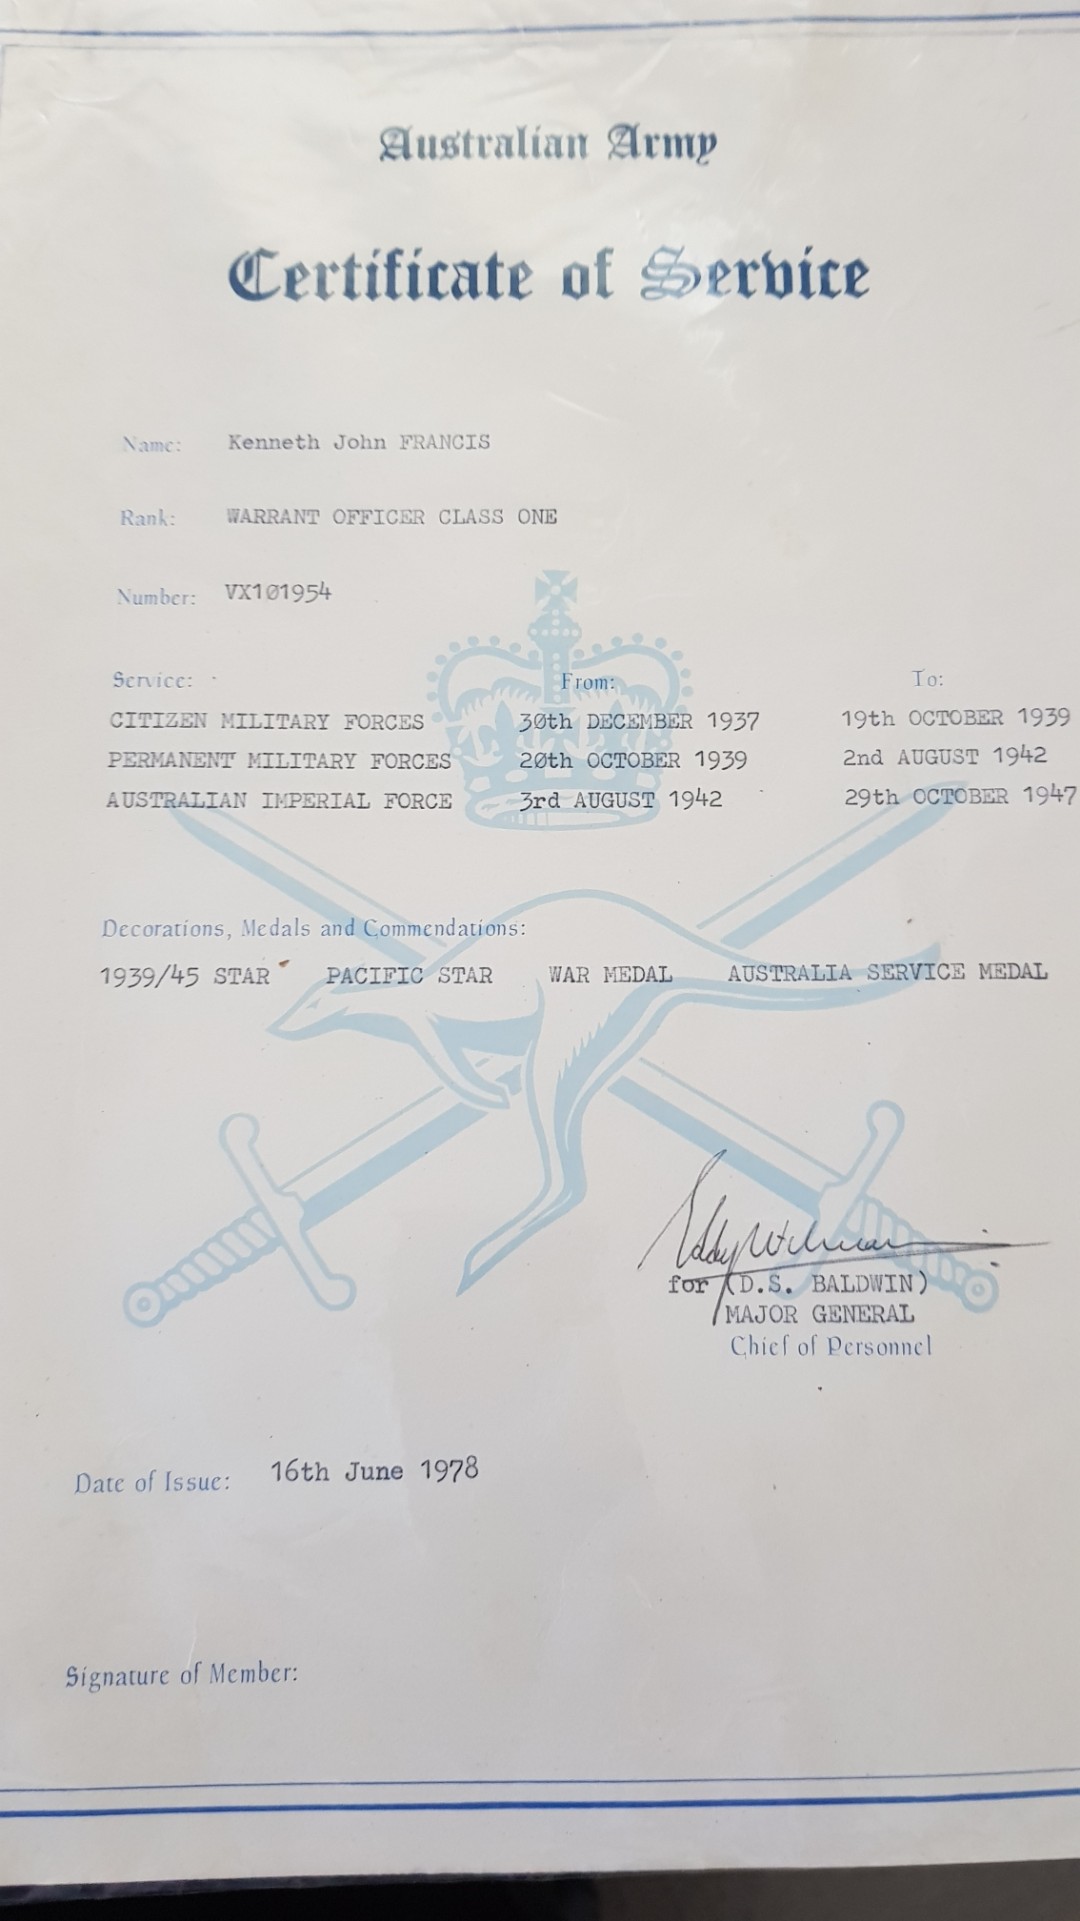 Australian Army
Certificate of Service
Name: Kenneth John FRANCIS
Rank: WARRANT OFFICER CLASS ONE
Number: VX101954
Service: From: To:
CITIZEN MILITARY FORCES 30th DECEMBER 1937 19th OCTOBER 1939
PERMANENT MILITARY FORCES 20th OCTOBER 1939 2nd AUGUST 1942
AUSTRALIAN IMPERIAL FORCE 3rd AUGUST 1942 29th OCTOBER 1947
Decorations, Medals and Commendations:
1939/45 STAR PACIFIC STAR WAR MEDAL AUSTRALIA SERVICE MEDAL
for (D.S. BALDWIN)
MAJOR GENERAL
Chief of Personnel
Date of Issue: 16th June 1978
Signature of Member: